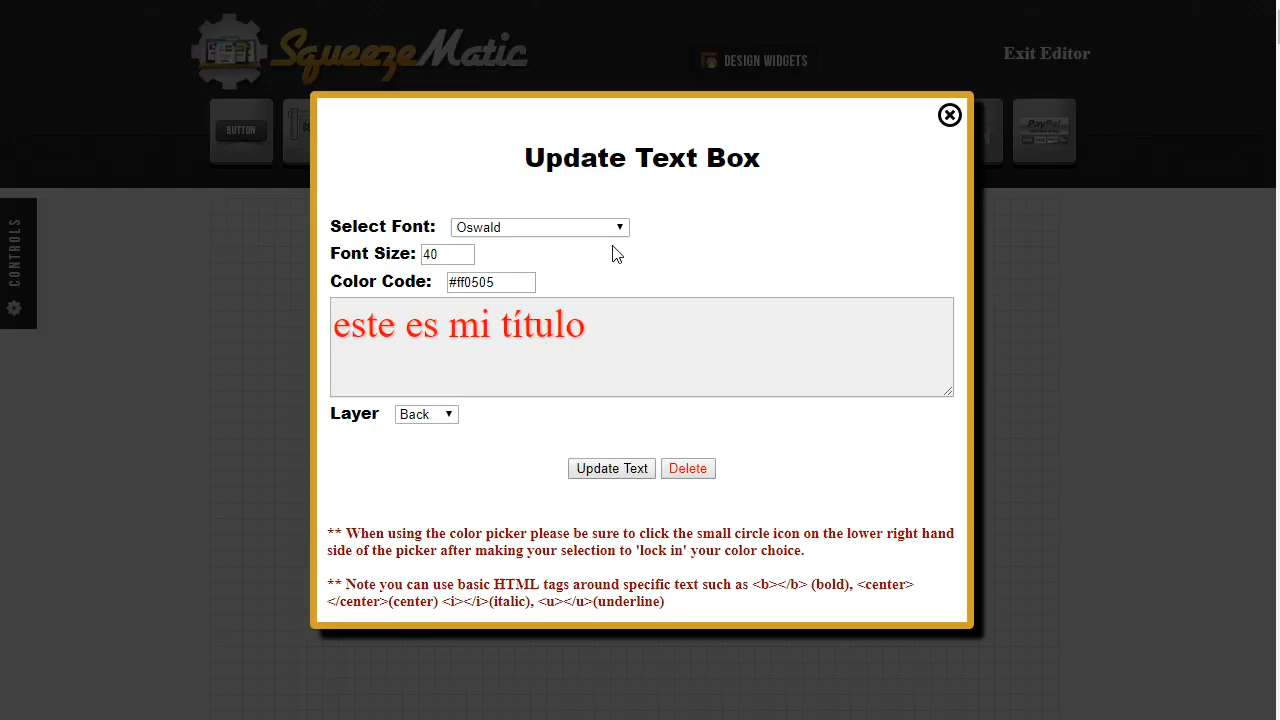 SqueezeMatic
DESIGN WIDGETS
Exit Editor
BUTTON
PayPal
Update Text Box
CONTROLS
Select Font: Oswald
Font Size: 40
Color Code: #ff0505
este es mi título
Layer Back
Update Text Delete
** When using the color picker please be sure to click the small circle icon on the lower right hand
side of the picker after making your selection to 'lock in' your color choice.
** Note you can use basic HTML tags around specific text such as <b></b> (bold), <center>
</center>(center) <i></i>(italic), <u></u>(underline)